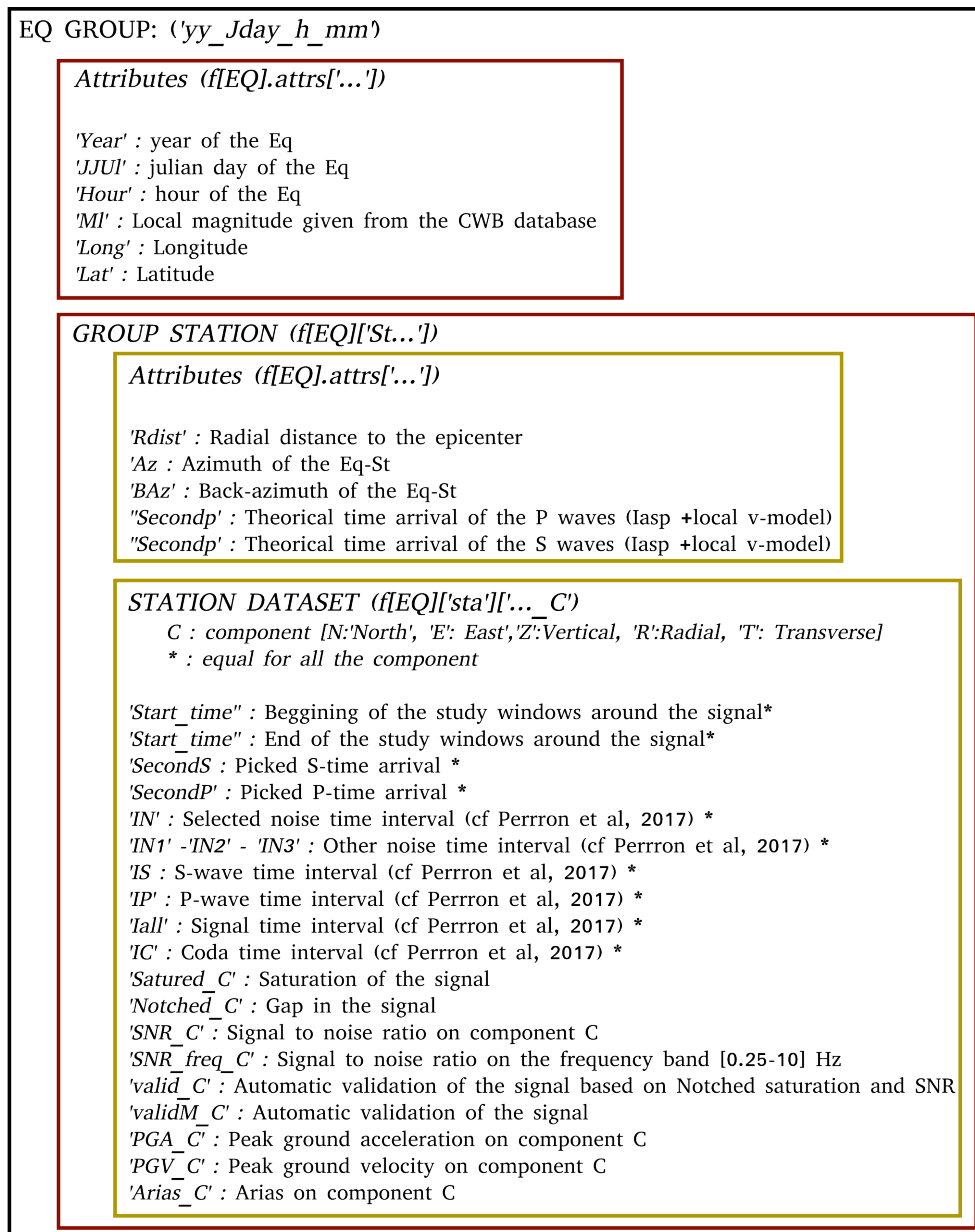 EQ GROUP: ('yy_Jday_h_mm')
Attributes (f[EQ].attrs['...'])
'Year' : year of the Eq
'JJUl' : julian day of the Eq
'Hour' : hour of the Eq
'Ml' : Local magnitude given from the CWB database
'Long' : Longitude
'Lat' : Latitude
GROUP STATION (f[EQ]['St...'])
Attributes (f[EQ].attrs['...'])
'Rdist' : Radial distance to the epicenter
'Az : Azimuth of the Eq-St
'BAz' : Back-azimuth of the Eq-St
"Secondp' : Theorical time arrival of the P waves (Iasp +local v-model)
"Secondp' : Theorical time arrival of the S waves (Iasp +local v-model)
STATION DATASET (f[EQ]['sta']['..._C')
C : component [N:'North', 'E': East','Z':Vertical, 'R':Radial, 'T': Transverse]
* : equal for all the component
'Start_time" : Beggining of the study windows around the signal*
'Start_time" : End of the study windows around the signal*
'SecondS : Picked S-time arrival *
'SecondP' : Picked P-time arrival *
'IN' : Selected noise time interval (cf Perrron et al, 2017) *
'IN1' -'IN2' - 'IN3' : Other noise time interval (cf Perrron et al, 2017) *
'IS : S-wave time interval (cf Perrron et al, 2017) *
'IP' : P-wave time interval (cf Perrron et al, 2017) *
'Iall' : Signal time interval (cf Perrron et al, 2017) *
'IC' : Coda time interval (cf Perrron et al, 2017) *
'Satured_C' : Saturation of the signal
'Notched_C' : Gap in the signal
'SNR_C' : Signal to noise ratio on component C
'SNR_freq_C' : Signal to noise ratio on the frequency band [0.25-10] Hz
'valid_C' : Automatic validation of the signal based on Notched saturation and SNR
'validM_C' : Automatic validation of the signal
'PGA_C' : Peak ground acceleration on component C
'PGV_C' : Peak ground velocity on component C
'Arias_C' : Arias on component C